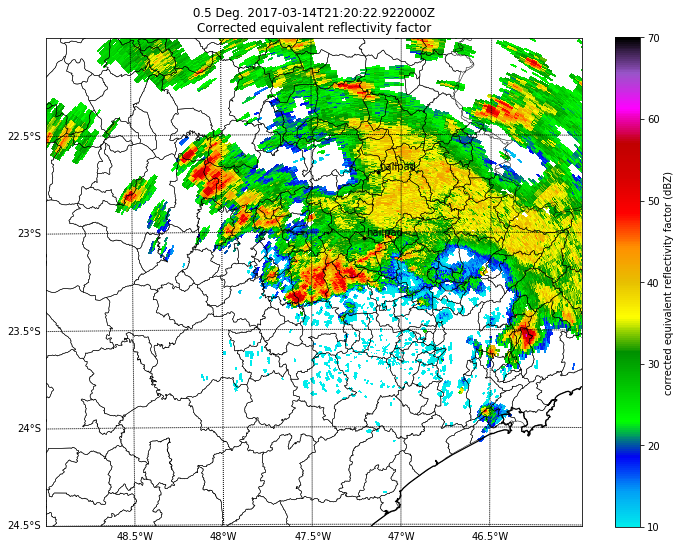 0.5 Deg. 2017-03-14T21:20:22.922000Z
Corrected equivalent reflectivity factor
70
60
50
40
30
20
10
corrected equivalent reflectivity factor (dBZ)
22.5°S
23°S
23.5°S
24°S
24.5°S
hailpad
hailpad
48.5°W
48°W
47.5°W
47°W
46.5°W